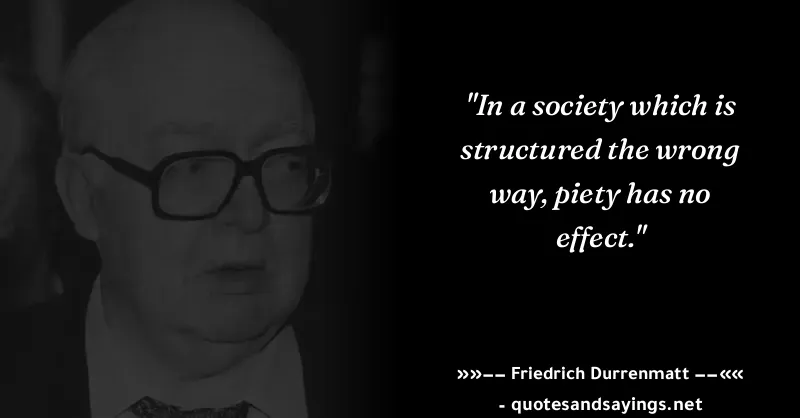 "In a society which is
structured the wrong
way, piety has no
effect."
»»–– Friedrich Durrenmatt ––««
- quotesandsayings.net